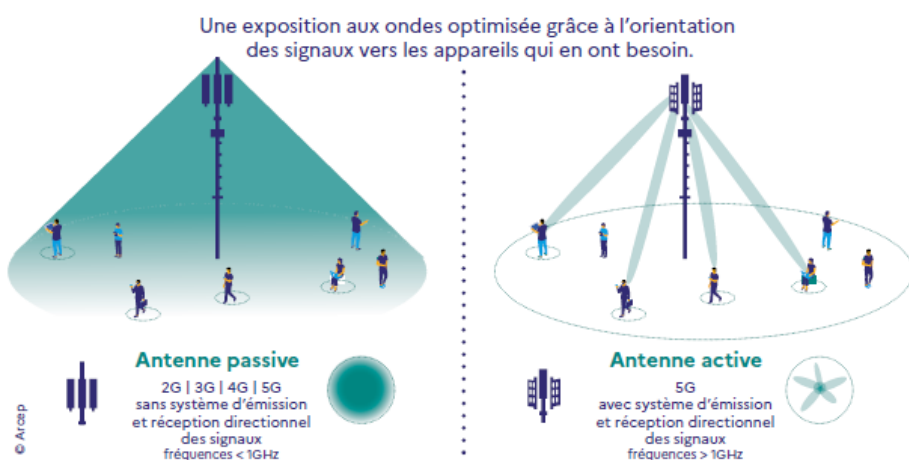 Une exposition aux ondes optimisée grâce à l'orientation
des signaux vers les appareils qui en ont besoin.
Antenne passive
2G | 3G | 4G | 5G
sans système d'émission
et réception directionnel
des signaux
fréquences < 1GHz
Antenne active
5G
avec système d'émission
et réception directionnel
des signaux
fréquences > 1GHz
© Arcep